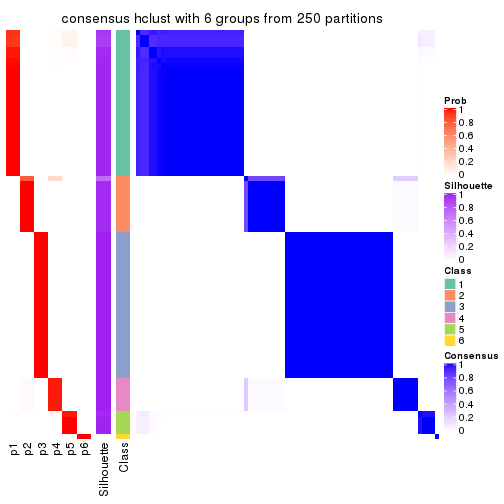 consensus hclust with 6 groups from 250 partitions
Prob
1
0.8
0.6
0.4
0.2
0
Silhouette
1
0.8
0.6
0.4
0.2
0
Class
1
2
3
4
5
6
Consensus
1
0.8
0.6
0.4
0.2
0
p1
p2
p3
p4
p5
p6
Silhouette
Class